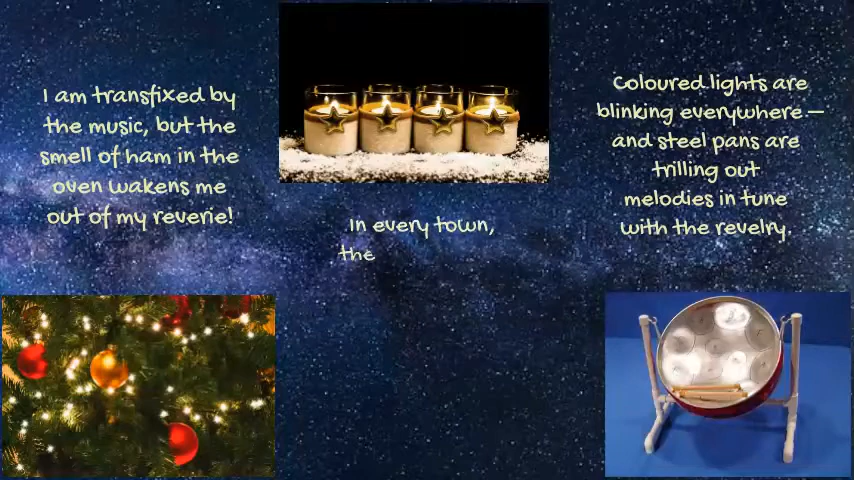 I am transfixed by
the music, but the
smell of ham in the
oven wakens me
out of my reverie!
In every town,
the
Coloured lights are
blinking everywhere —
and steel pans are
trilling out
melodies in tune
with the revelry.